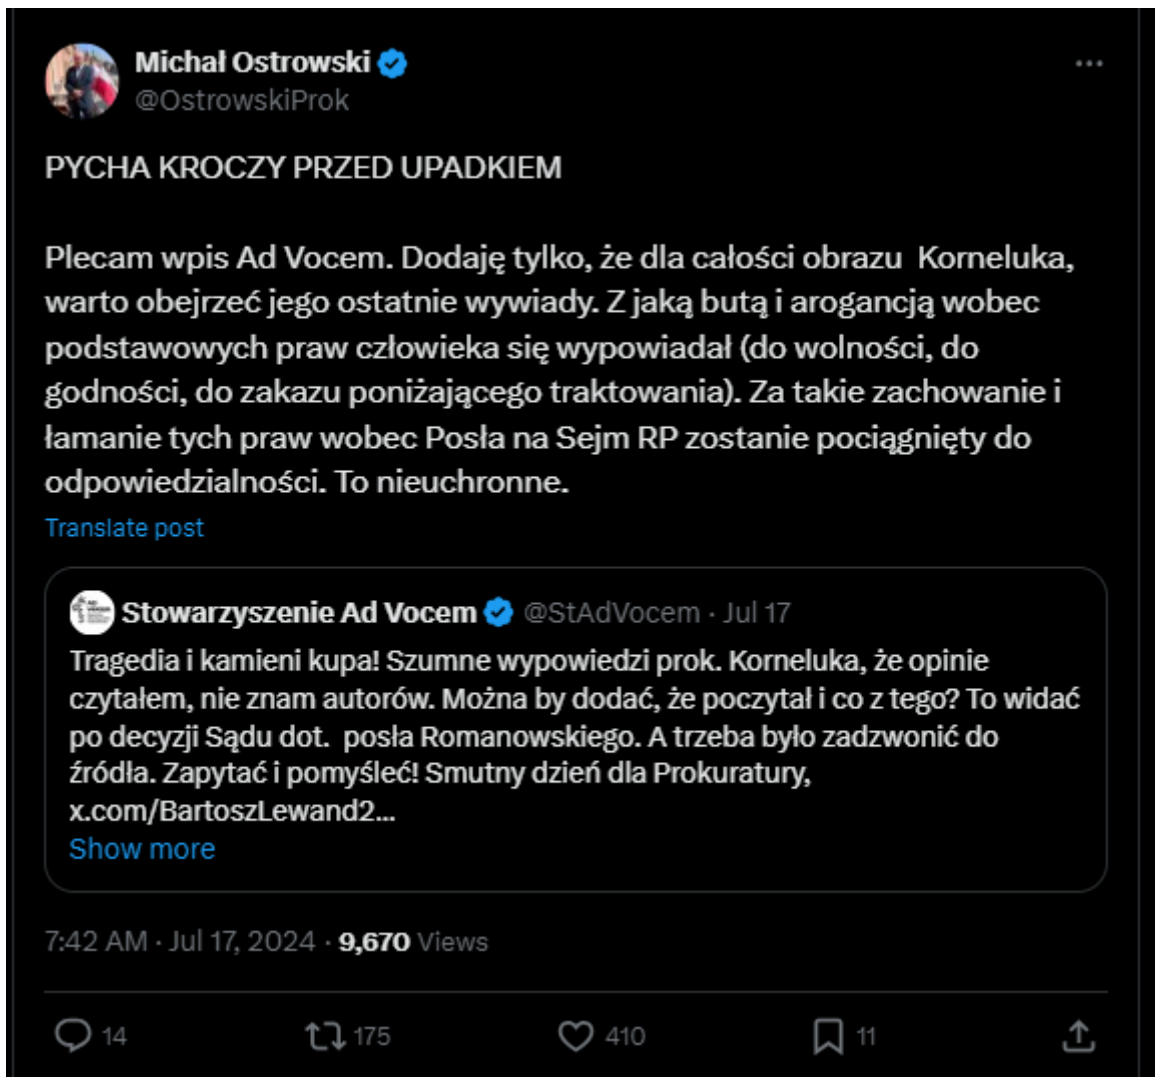 Michał Ostrowski
@OstrowskiProk
PYCHA KROCZY PRZED UPADKIEM
Plecam wpis Ad Vocem. Dodaję tylko, że dla całości obrazu  Korneluka,
warto obejrzeć jego ostatnie wywiady. Z jaką butą i arogancją wobec
podstawowych praw człowieka się wypowiadał (do wolności, do
godności, do zakazu poniżającego traktowania). Za takie zachowanie i
łamanie tych praw wobec Posła na Sejm RP zostanie pociągnięty do
odpowiedzialności. To nieuchronne.
Translate post
Stowarzyszenie Ad Vocem @StAdVocem · Jul 17
Tragedia i kamieni kupa! Szumne wypowiedzi prok. Korneluka, że opinie
czytałem, nie znam autorów. Można by dodać, że poczytał i co z tego? To widać
po decyzji Sądu dot.  posła Romanowskiego. A trzeba było zadzwonić do
źródła. Zapytać i pomyśleć! Smutny dzień dla Prokuratury,
x.com/BartoszLewand2...
Show more
7:42 AM · Jul 17, 2024 · 9,670 Views
14 175 410 11